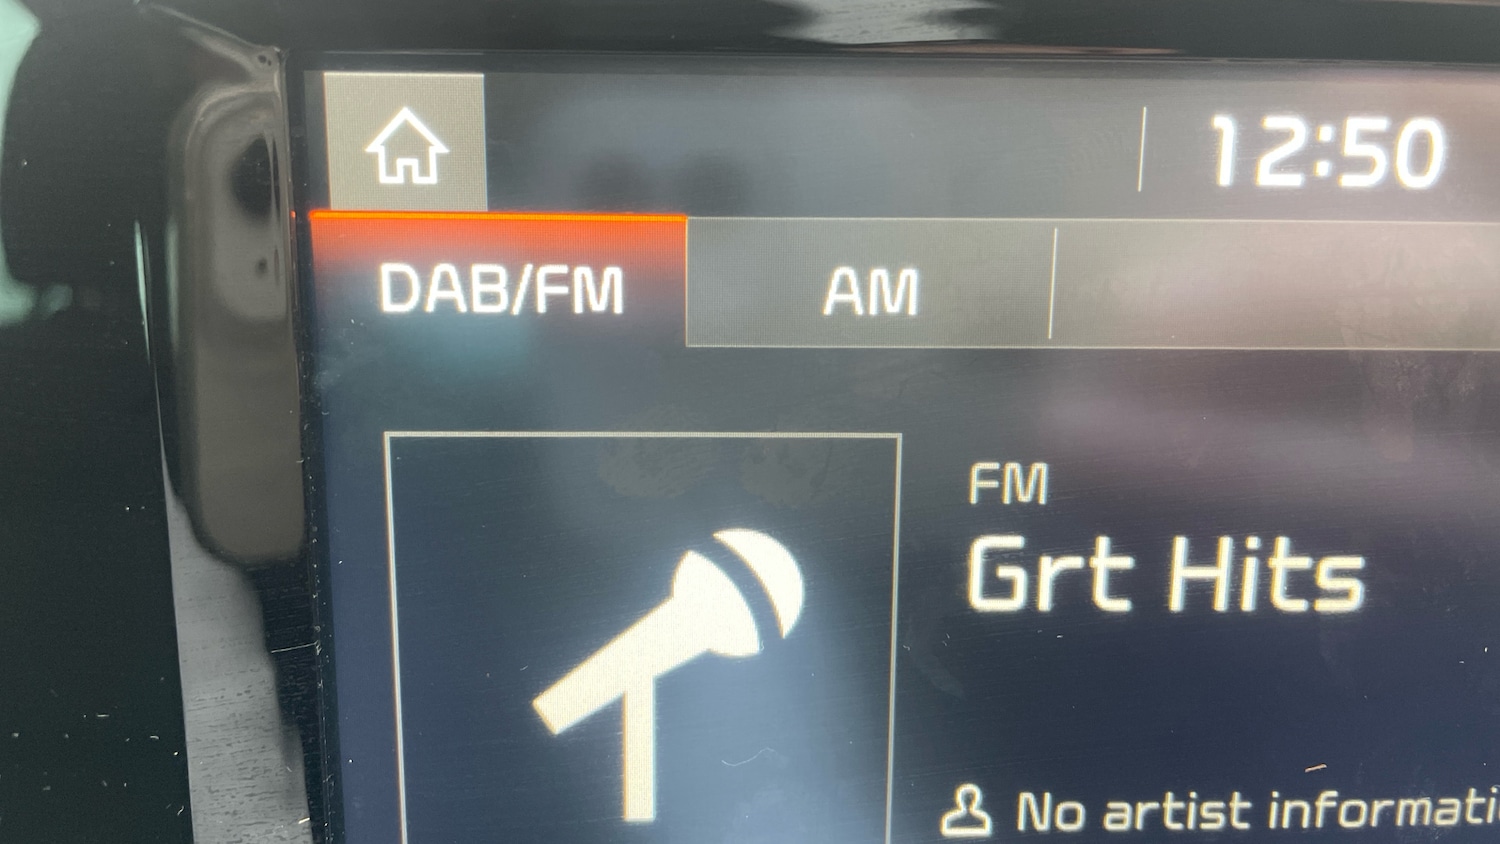 12:50
DAB/FM AM
FM
Grt Hits
No artist informati